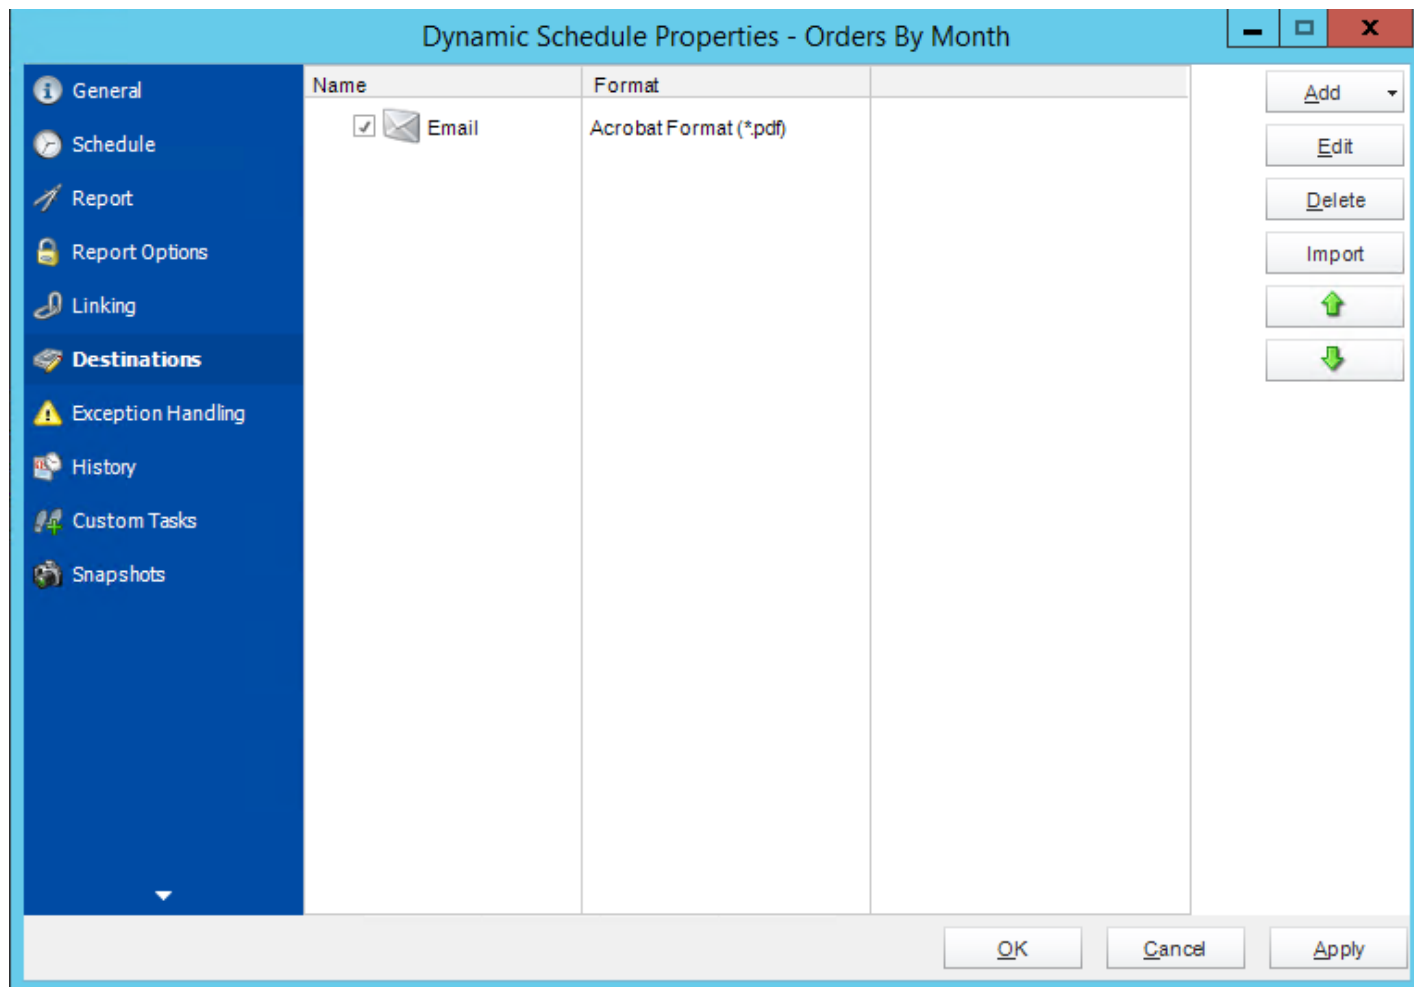 Dynamic Schedule Properties - Orders By Month
General
Schedule
Report
Report Options
Linking
Destinations
Exception Handling
History
Custom Tasks
Snapshots
Name Format
Email Acrobat Format (*.pdf)
Add
Edit
Delete
Import
OK Cancel Apply